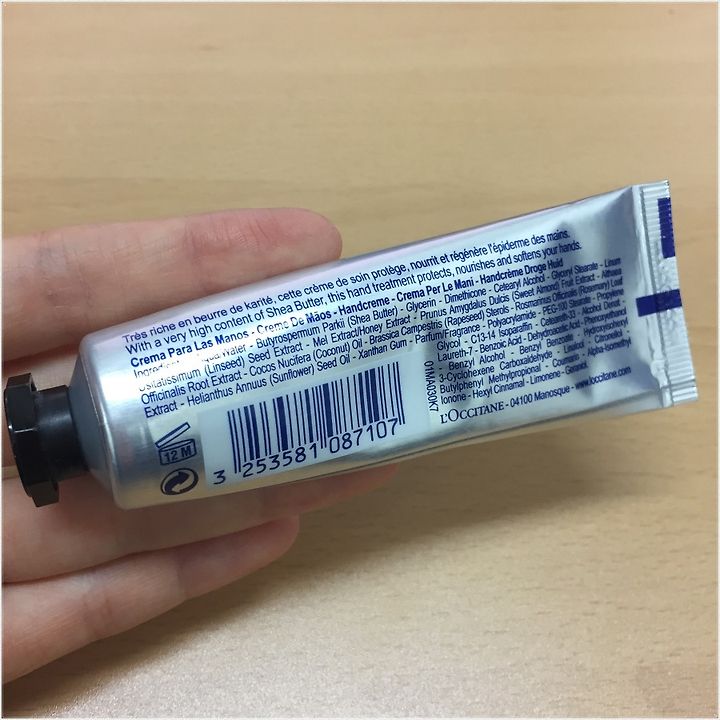 Très riche en beurre de karité, cette crème de soin protège, nourrit et régénère l'épiderme des mains.
With a very high content of Shea Butter, this hand treatment protects, nourishes and softens your hands.
Crema Para Las Manos - Creme De Mãos - Handcreme - Crema Per Le Mani - Handcrème Droge Huid
Aqua/Water - Butyrospermum Parkii (Shea Butter) - Glycerin - Dimethicone - Cetearyl Alcohol - Glyceryl Stearate - Linum
Usitatissimum (Linseed) Seed Extract - Mel Extract/Honey Extract - Prunus Amygdalus Dulcis (Sweet Almond) Fruit Extract - Althaea
Officinalis Root Extract - Cocos Nucifera (Coconut) Oil - Brassica Campestris (Rapeseed) Sterols - Rosmarinus Officinalis (Rosemary) Leaf
Extract - Helianthus Annuus (Sunflower) Seed Oil - Xanthan Gum - Parfum/Fragrance - Polyacrylamide - PEG-100 Stearate - Propylene
Glycol - C13-14 Isoparaffin - Ceteareth-33 - Alcohol Denat.
Laureth-7 - Benzoic Acid - Dehydroacetic Acid - Phenoxyethanol
- Benzyl Alcohol - Benzyl Benzoate - Linalool - Hydroxyisohexyl
3-Cyclohexene Carboxaldehyde - Limonene - Citronellol -
Butylphenyl Methylpropional - Coumarin - Alpha-Isomethyl
Ionone - Hexyl Cinnamal - Geraniol
01MA030K7
L'OCCITANE - 04100 Manosque - www.loccitane.com
12 M
3 253581 087107